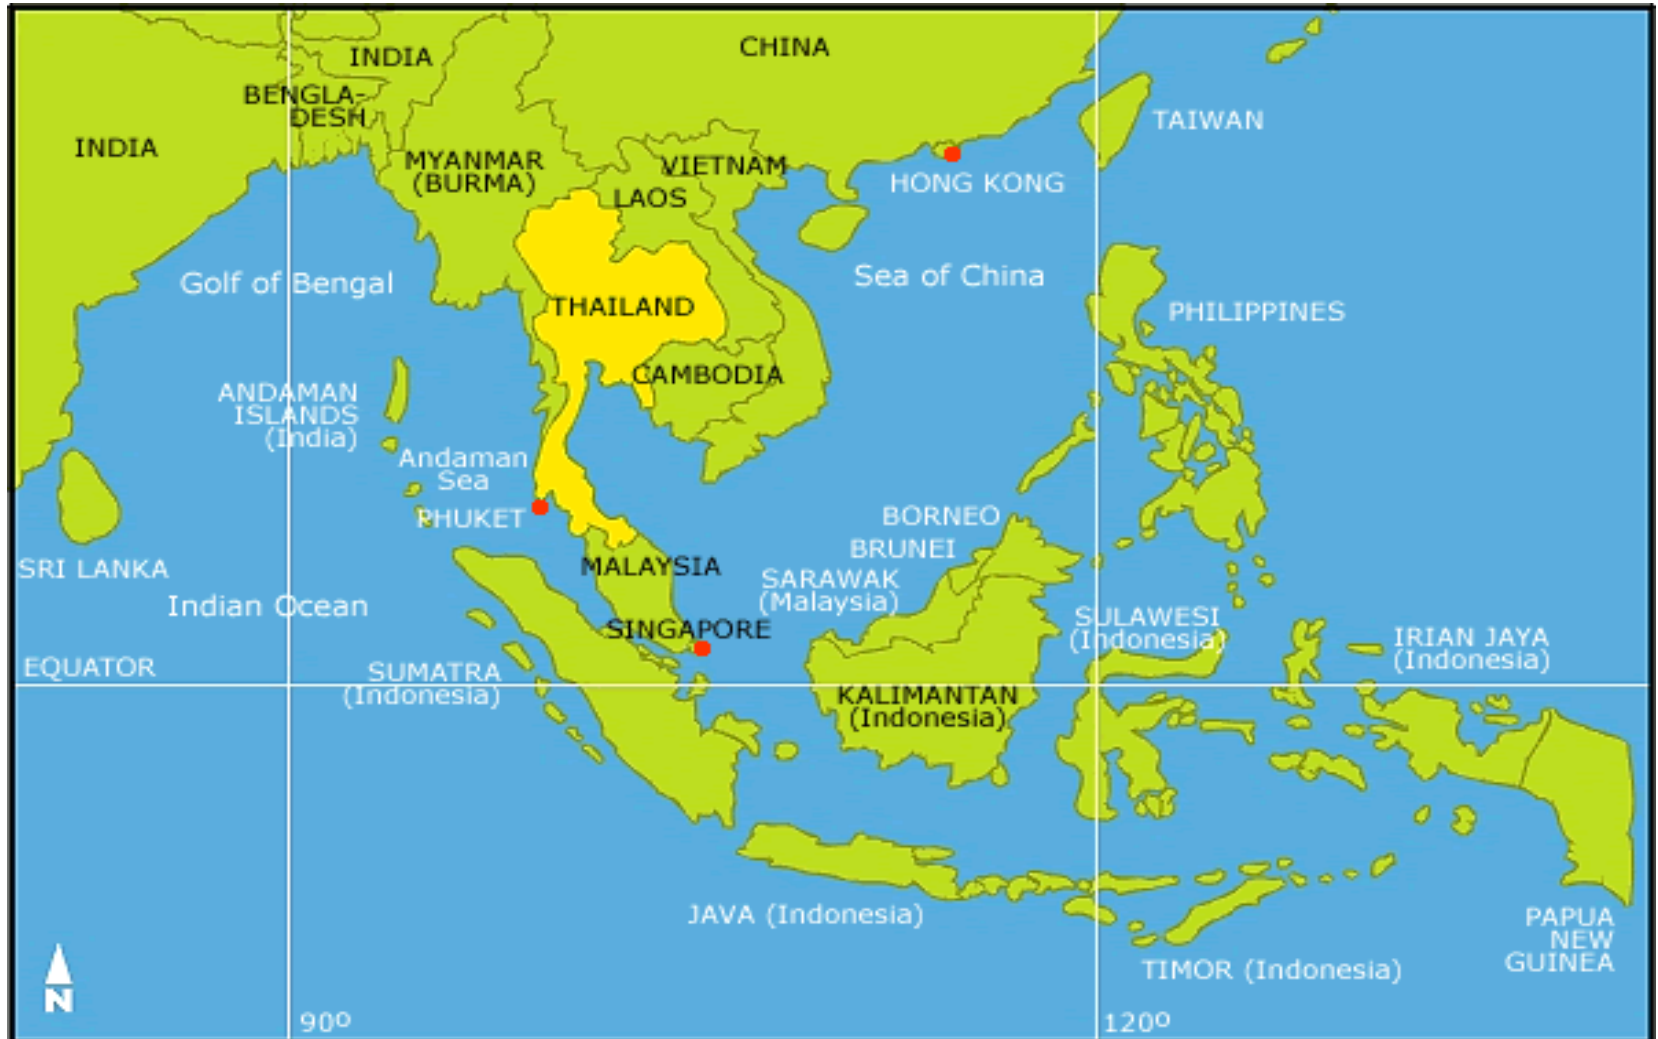 CHINA
INDIA
BENGLA-
DESH
INDIA
TAIWAN
MYANMAR
(BURMA)
VIETNAM
LAOS
HONG KONG
Golf of Bengal
Sea of China
THAILAND
PHILIPPINES
CAMBODIA
ANDAMAN
ISLANDS
(India)
Andaman
Sea
PHUKET
BORNEO
BRUNEI
SARAWAK
(Malaysia)
MALAYSIA
SRI LANKA
Indian Ocean
SINGAPORE
SULAWESI
(Indonesia)
IRIAN JAYA
(Indonesia)
EQUATOR
SUMATRA
(Indonesia)
KALIMANTAN
(Indonesia)
JAVA (Indonesia)
TIMOR (Indonesia)
PAPUA
NEW
GUINEA
N
90º
120º